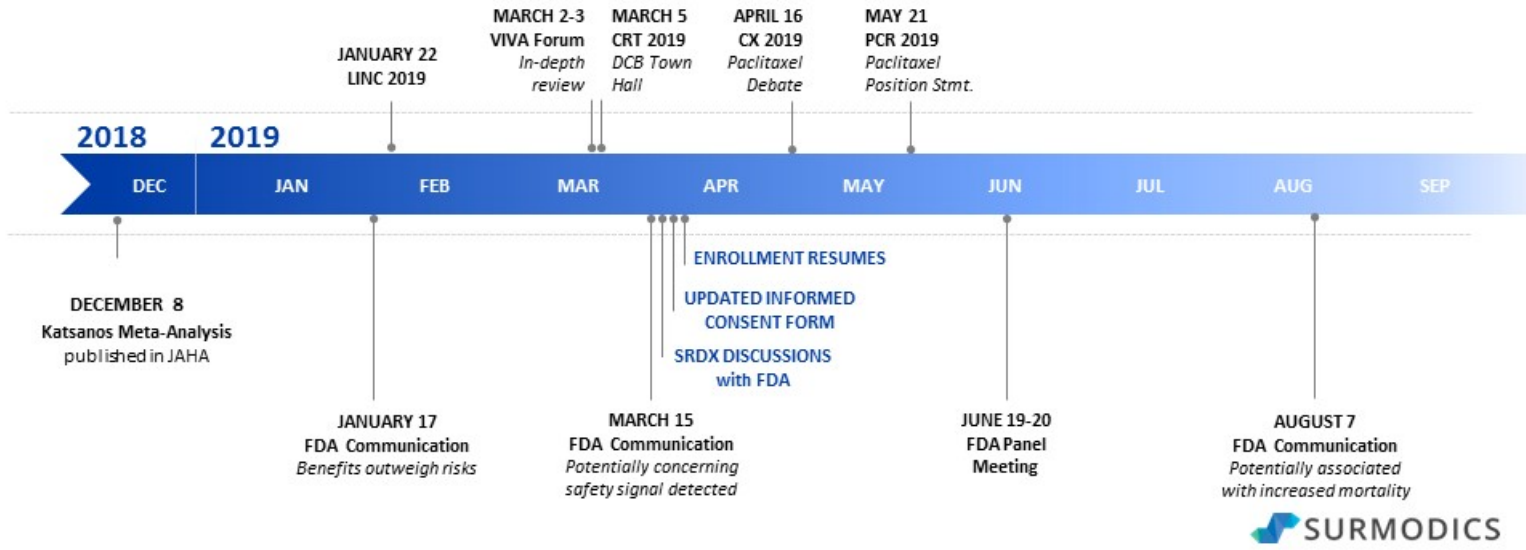 MARCH 2-3
VIVA Forum
In-depth
review
MARCH 5
CRT 2019
DCB Town
Hall
APRIL 16
CX 2019
Paclitaxel
Debate
MAY 21
PCR 2019
Paclitaxel
Position Stmt.
JANUARY 22
LINC 2019
2018
2019
DEC
JAN
FEB
MAR
APR
MAY
JUN
JUL
AUG
SEP
ENROLLMENT RESUMES
UPDATED INFORMED
CONSENT FORM
SRDX DISCUSSIONS
with FDA
DECEMBER 8
Katsanos Meta-Analysis
published in JAHA
JANUARY 17
FDA Communication
Benefits outweigh risks
MARCH 15
FDA Communication
Potentially concerning
safety signal detected
JUNE 19-20
FDA Panel
Meeting
AUGUST 7
FDA Communication
Potentially associated
with increased mortality
SURMODICS